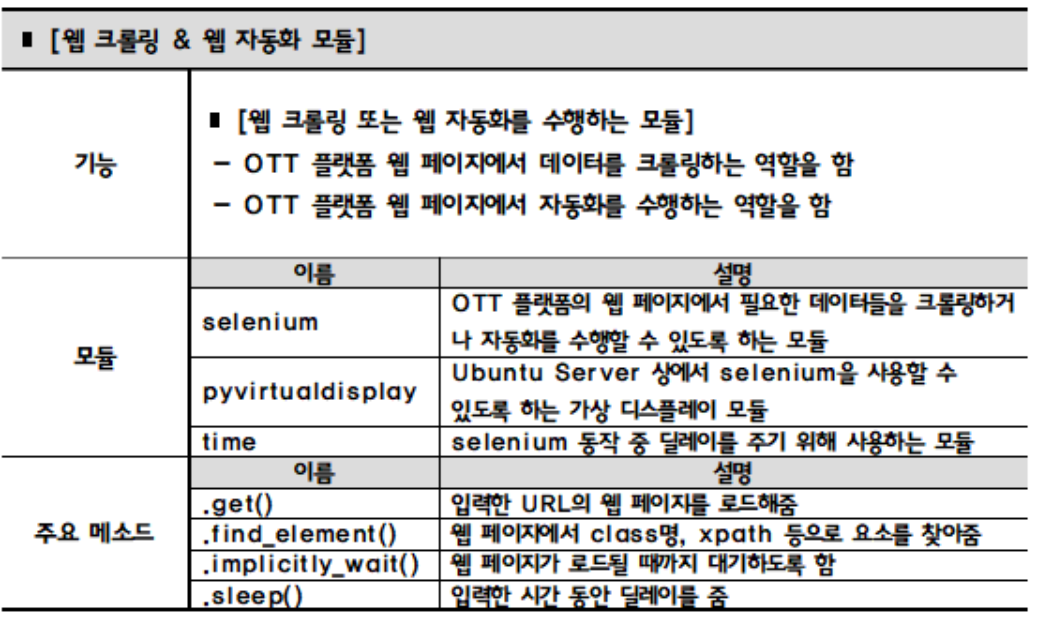 ■ [웹 크롤링 & 웹 자동화 모듈]
기능
■ [웹 크롤링 또는 웹 자동화를 수행하는 모듈]
- OTT 플랫폼 웹 페이지에서 데이터를 크롤링하는 역할을 함
- OTT 플랫폼 웹 페이지에서 자동화를 수행하는 역할을 함
모듈
이름 설명
selenium
OTT 플랫폼의 웹 페이지에서 필요한 데이터들을 크롤링하거
나 자동화를 수행할 수 있도록 하는 모듈
pyvirtualdisplay
Ubuntu Server 상에서 selenium을 사용할 수
있도록 하는 가상 디스플레이 모듈
time selenium 동작 중 딜레이를 주기 위해 사용하는 모듈
주요 메소드
이름 설명
.get() 입력한 URL의 웹 페이지를 로드해줌
.find_element() 웹 페이지에서 class명, xpath 등으로 요소를 찾아줌
.implicitly_wait() 웹 페이지가 로드될 때까지 대기하도록 함
.sleep() 입력한 시간 동안 딜레이를 줌